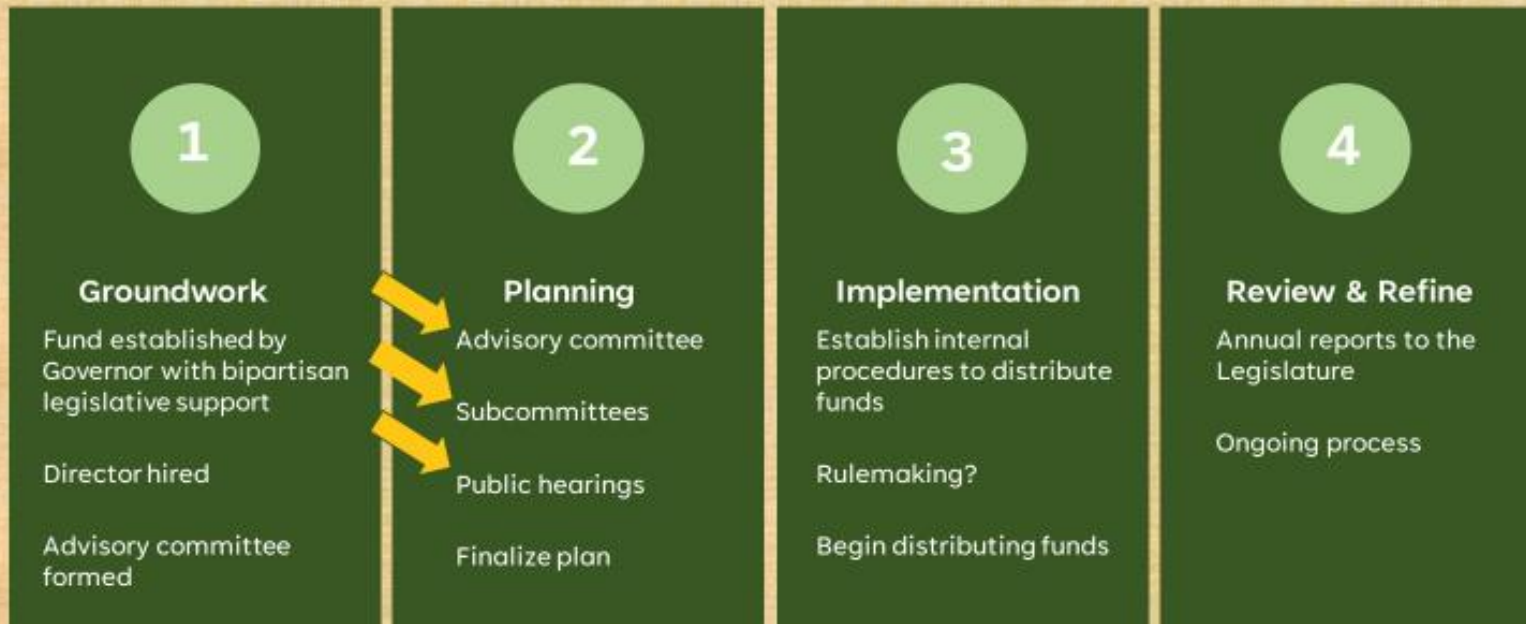 1
Groundwork
Fund established by
Governor with bipartisan
legislative support
Director hired
Advisory committee
formed
2
Planning
Advisory committee
Subcommittees
Public hearings
Finalize plan
3
Implementation
Establish internal
procedures to distribute
funds
Rulemaking?
Begin distributing funds
4
Review & Refine
Annual reports to the
Legislature
Ongoing process